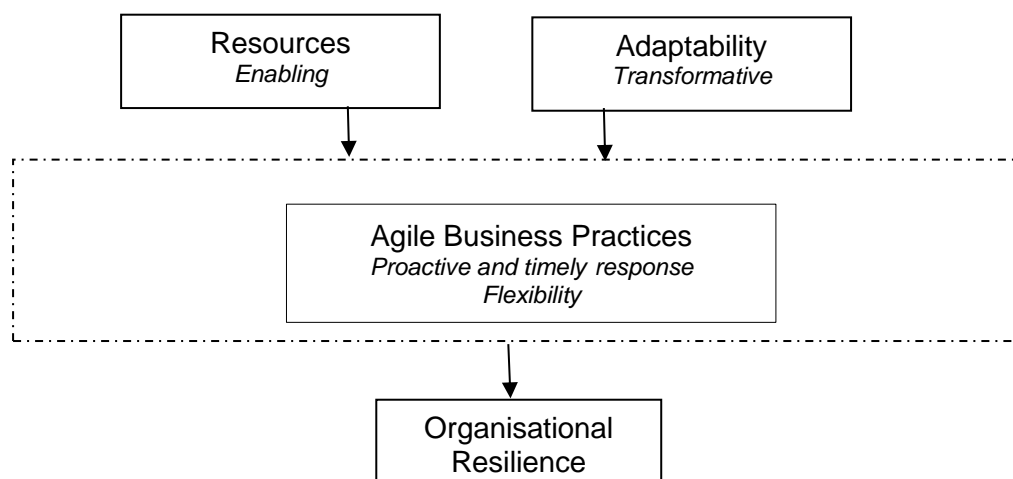 Resources
Enabling
Adaptability
Transformative
Agile Business Practices
Proactive and timely response
Flexibility
Organisational
Resilience